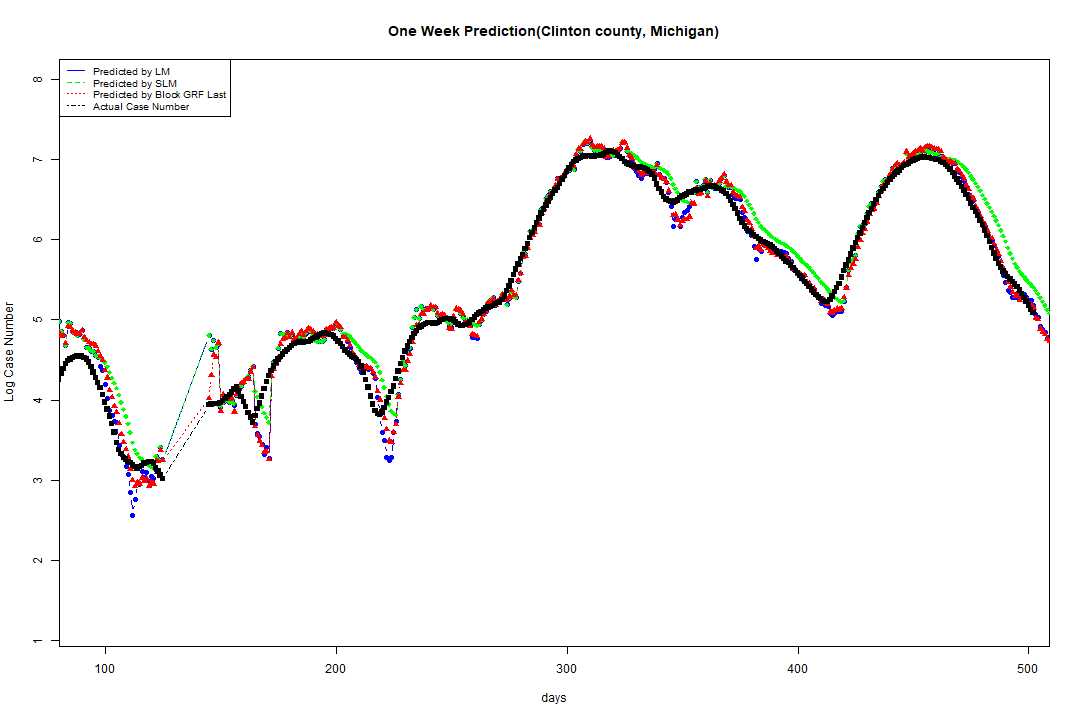 One Week Prediction(Clinton county, Michigan)
Predicted by LM
Predicted by SLM
Predicted by Block GRF Last
Actual Case Number
8
7
6
5
4
3
2
1
Log Case Number
100 200 300 400 500
days